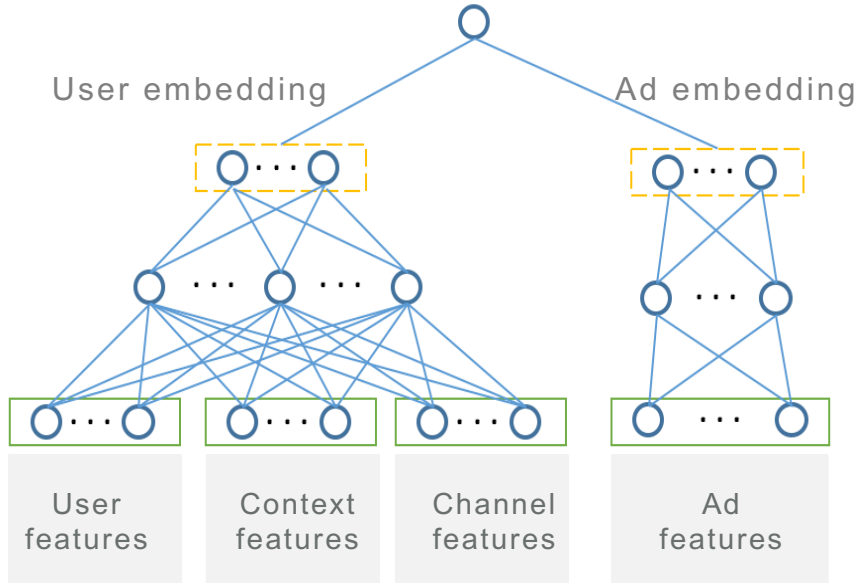 User embedding
Ad embedding
User
features
Context
features
Channel
features
Ad
features